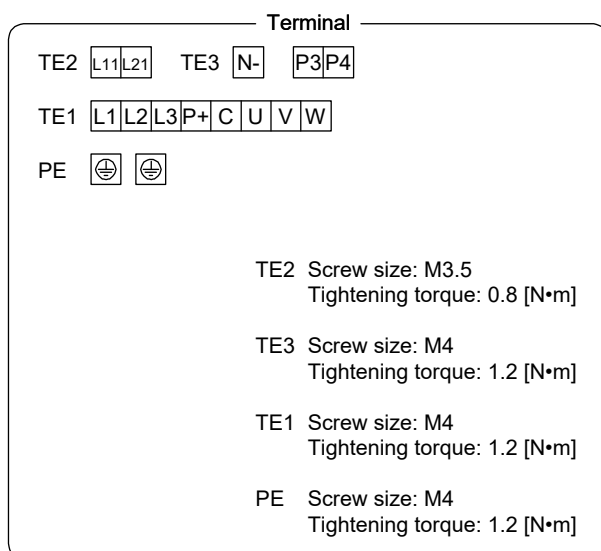 Terminal
TE2 L11 L21 TE3 N- P3 P4
TE1 L1 L2 L3 P+ C U V W
PE
TE2 Screw size: M3.5
Tightening torque: 0.8 [N•m]
TE3 Screw size: M4
Tightening torque: 1.2 [N•m]
TE1 Screw size: M4
Tightening torque: 1.2 [N•m]
PE Screw size: M4
Tightening torque: 1.2 [N•m]